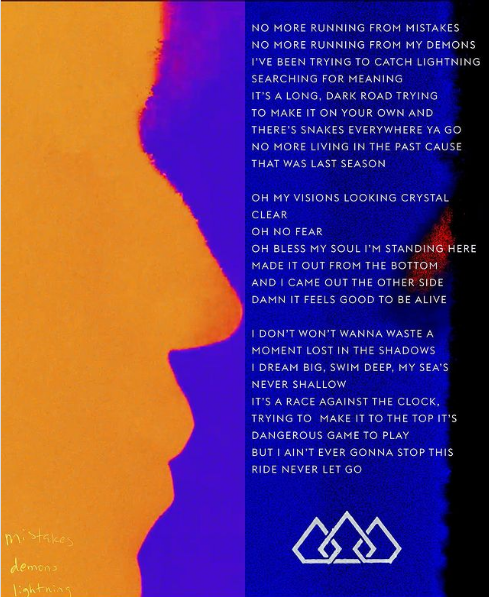 NO MORE RUNNING FROM MISTAKES
NO MORE RUNNING FROM MY DEMONS
I'VE BEEN TRYING TO CATCH LIGHTNING
SEARCHING FOR MEANING
IT'S A LONG, DARK ROAD TRYING
TO MAKE IT ON YOUR OWN AND
THERE'S SNAKES EVERYWHERE YA GO
NO MORE LIVING IN THE PAST CAUSE
THAT WAS LAST SEASON
OH MY VISIONS LOOKING CRYSTAL
CLEAR
OH NO FEAR
OH BLESS MY SOUL I'M STANDING HERE
MADE IT OUT FROM THE BOTTOM
AND I CAME OUT THE OTHER SIDE
DAMN IT FEELS GOOD TO BE ALIVE
I DON'T WON'T WANNA WASTE A
MOMENT LOST IN THE SHADOWS
I DREAM BIG, SWIM DEEP, MY SEA'S
NEVER SHALLOW
IT'S A RACE AGAINST THE CLOCK,
TRYING TO MAKE IT TO THE TOP IT'S
DANGEROUS GAME TO PLAY
BUT I AIN'T EVER GONNA STOP THIS
RIDE NEVER LET GO
mistakes
demons
lightning